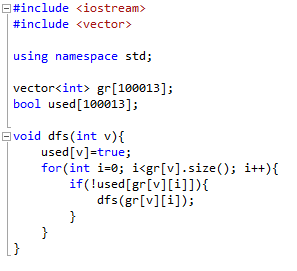 #include <iostream>
#include <vector>
using namespace std;
vector<int> gr[100013];
bool used[100013];
void dfs(int v){
    used[v]=true;
    for(int i=0; i<gr[v].size(); i++){
        if(!used[gr[v][i]]){
            dfs(gr[v][i]);
        }
    }
}